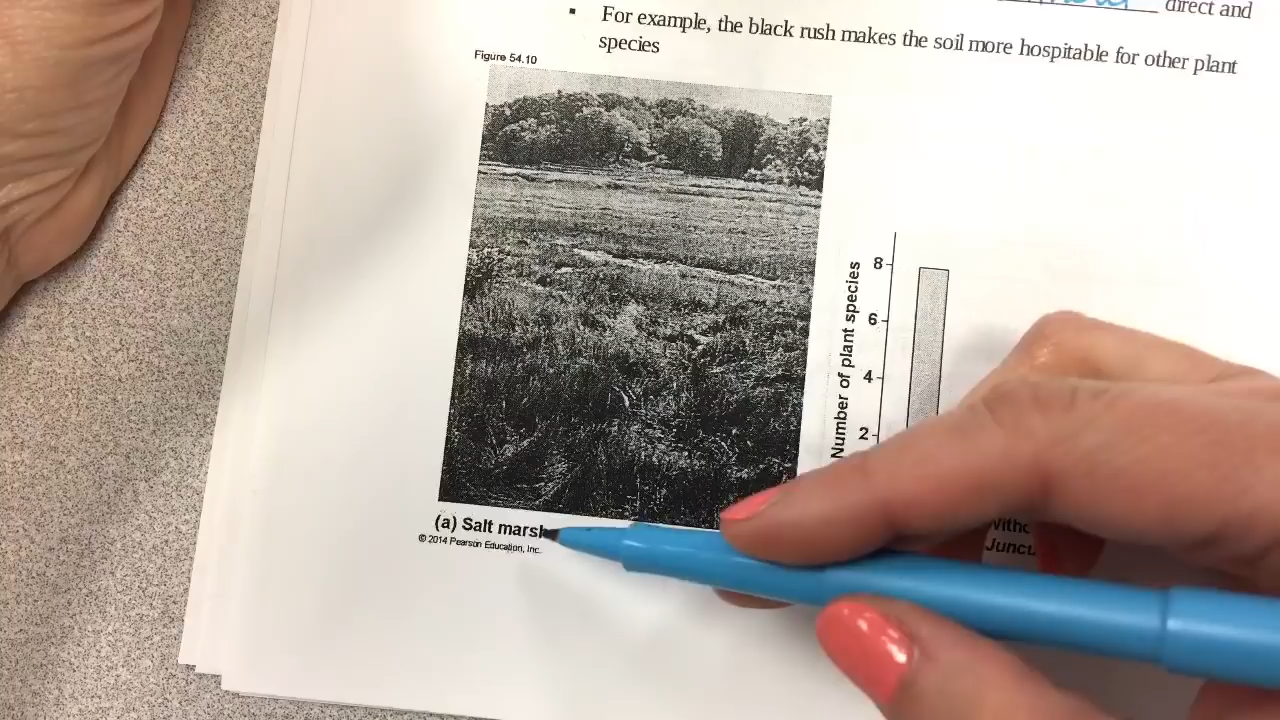 direct and
▪ For example, the black rush makes the soil more hospitable for other plant
species
Figure 54.10
Number of plant species
8
6
4
2
(a) Salt marsh
© 2014 Pearson Education, Inc.